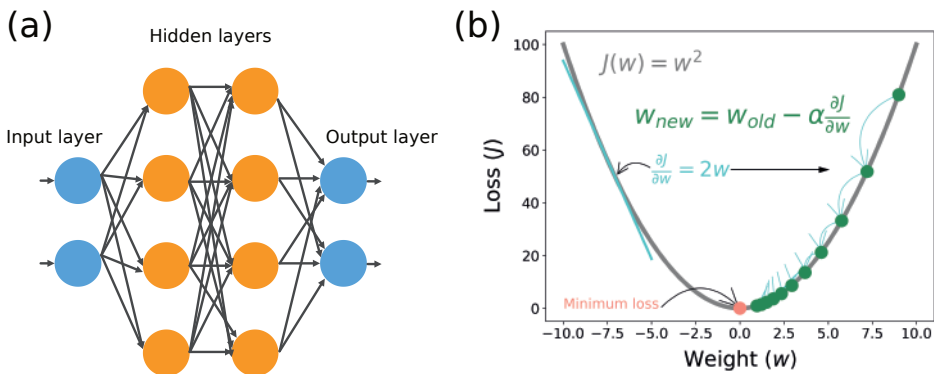 (a)
Hidden layers
Input layer
Output layer
(b)
Loss (J)
100
80
60
40
20
0
J(w) = w²
w_new = w_old − α ∂J/∂w
∂J/∂w = 2w
Minimum loss
−10.0 −7.5 −5.0 −2.5 0.0 2.5 5.0 7.5 10.0
Weight (w)